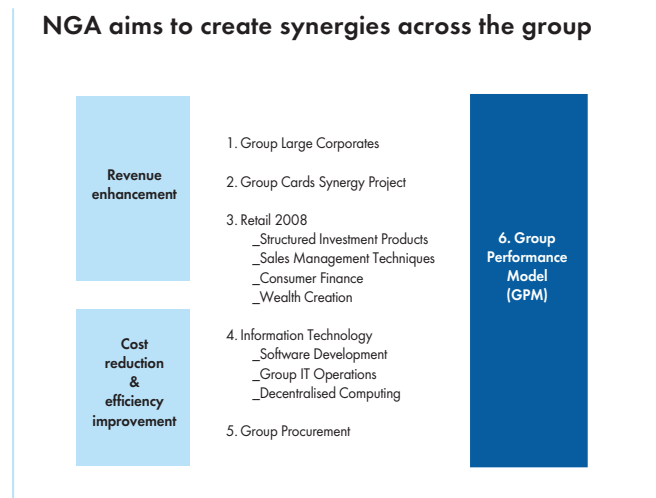 NGA aims to create synergies across the group
Revenue
enhancement
1. Group Large Corporates
2. Group Cards Synergy Project
3. Retail 2008
_Structured Investment Products
_Sales Management Techniques
_Consumer Finance
_Wealth Creation
Cost
reduction
&
efficiency
improvement
4. Information Technology
_Software Development
_Group IT Operations
_Decentralised Computing
5. Group Procurement
6. Group
Performance
Model
(GPM)